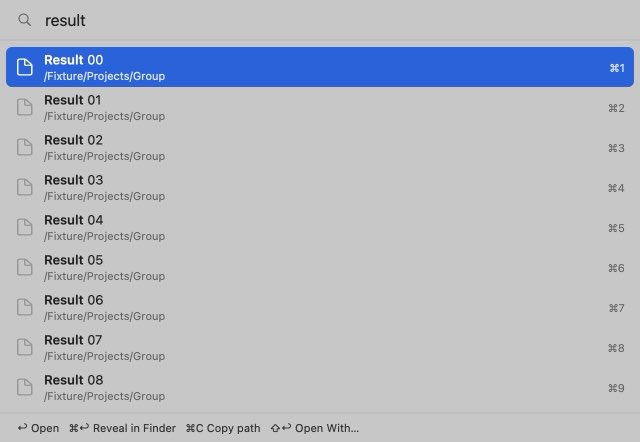 result
Result 00
/Fixture/Projects/Group
⌘1
Result 01
/Fixture/Projects/Group
⌘2
Result 02
/Fixture/Projects/Group
⌘3
Result 03
/Fixture/Projects/Group
⌘4
Result 04
/Fixture/Projects/Group
⌘5
Result 05
/Fixture/Projects/Group
⌘6
Result 06
/Fixture/Projects/Group
⌘7
Result 07
/Fixture/Projects/Group
⌘8
Result 08
/Fixture/Projects/Group
⌘9
↩ Open ⌘↩ Reveal in Finder ⌘C Copy path ⇧↩ Open With…